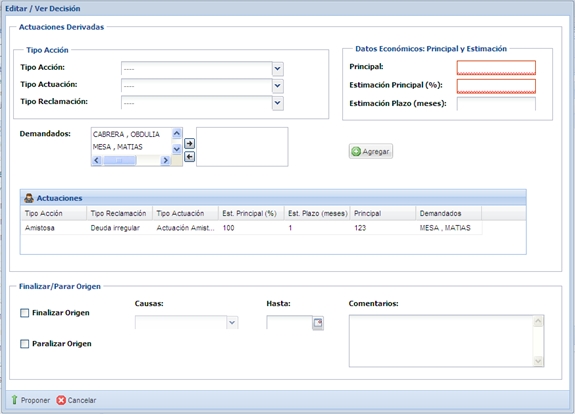 Editar / Ver Decisión
Actuaciones Derivadas
Tipo Acción
Tipo Acción: ----
Tipo Actuación: ----
Tipo Reclamación: ----
Datos Económicos: Principal y Estimación
Principal:
Estimación Principal (%):
Estimación Plazo (meses):
Demandados:
CABRERA , OBDULIA
MESA , MATIAS
Agregar
Actuaciones
Tipo Acción Tipo Reclamación Tipo Actuación Est. Principal (%) Est. Plazo (meses) Principal Demandados
Amistosa Deuda irregular Actuación Amist... 100 1 123 MESA , MATIAS
Finalizar/Parar Origen
Finalizar Origen
Paralizar Origen
Causas:
Hasta:
Comentarios:
Proponer Cancelar